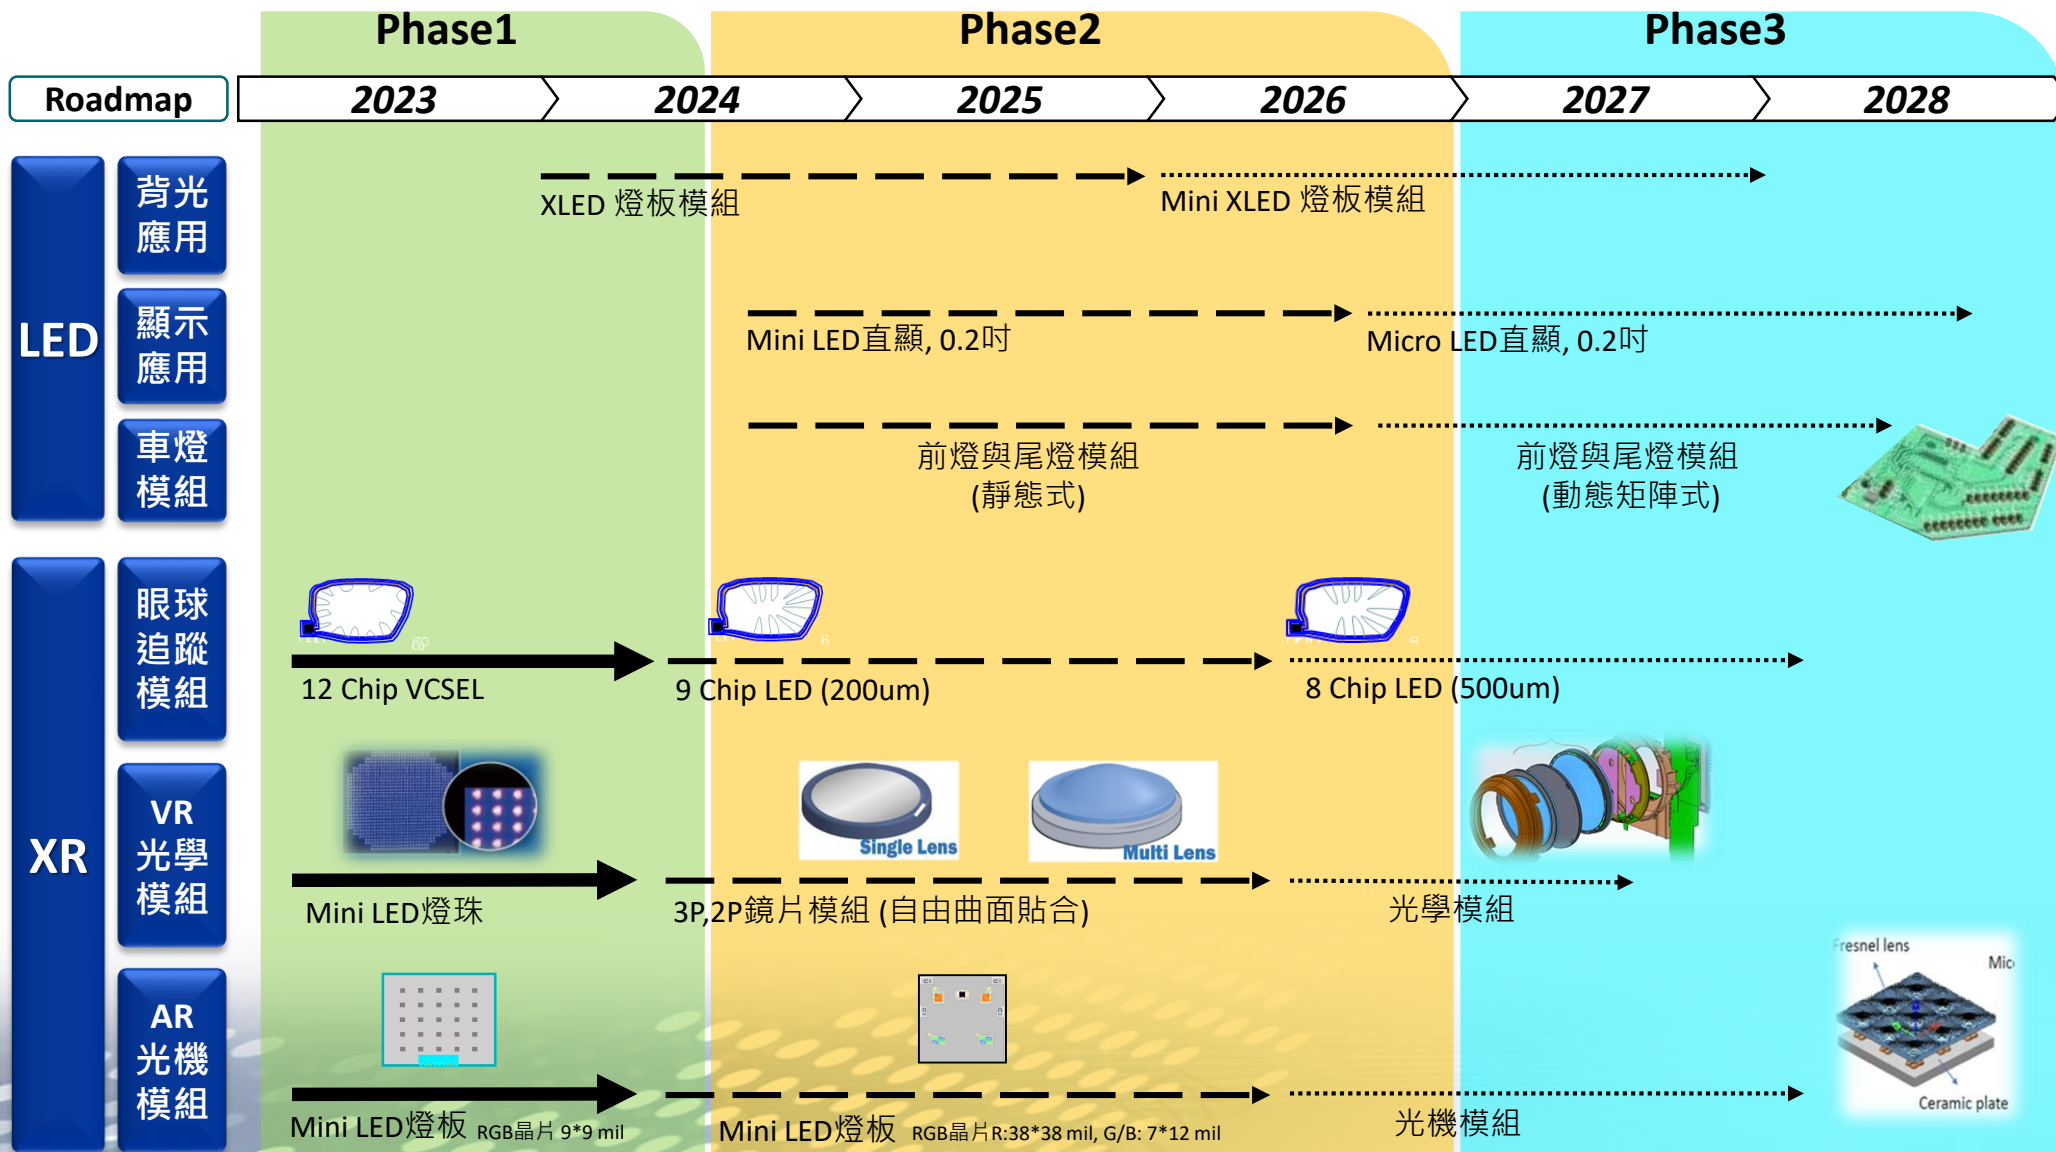 Phase1
Phase2
Phase3
Roadmap
2023
2024
2025
2026
2027
2028
LED
背光
應用
XLED 燈板模組
Mini XLED 燈板模組
顯示
應用
Mini LED直顯, 0.2吋
Micro LED直顯, 0.2吋
車燈
模組
前燈與尾燈模組
(靜態式)
前燈與尾燈模組
(動態矩陣式)
XR
眼球
追蹤
模組
12 Chip VCSEL
9 Chip LED (200um)
8 Chip LED (500um)
VR
光學
模組
Single Lens
Multi Lens
Mini LED燈珠
3P,2P鏡片模組 (自由曲面貼合)
光學模組
AR
光機
模組
Fresnel lens
Ceramic plate
Mini LED燈板 RGB晶片 9*9 mil
Mini LED燈板 RGB晶片R:38*38 mil, G/B: 7*12 mil
光機模組